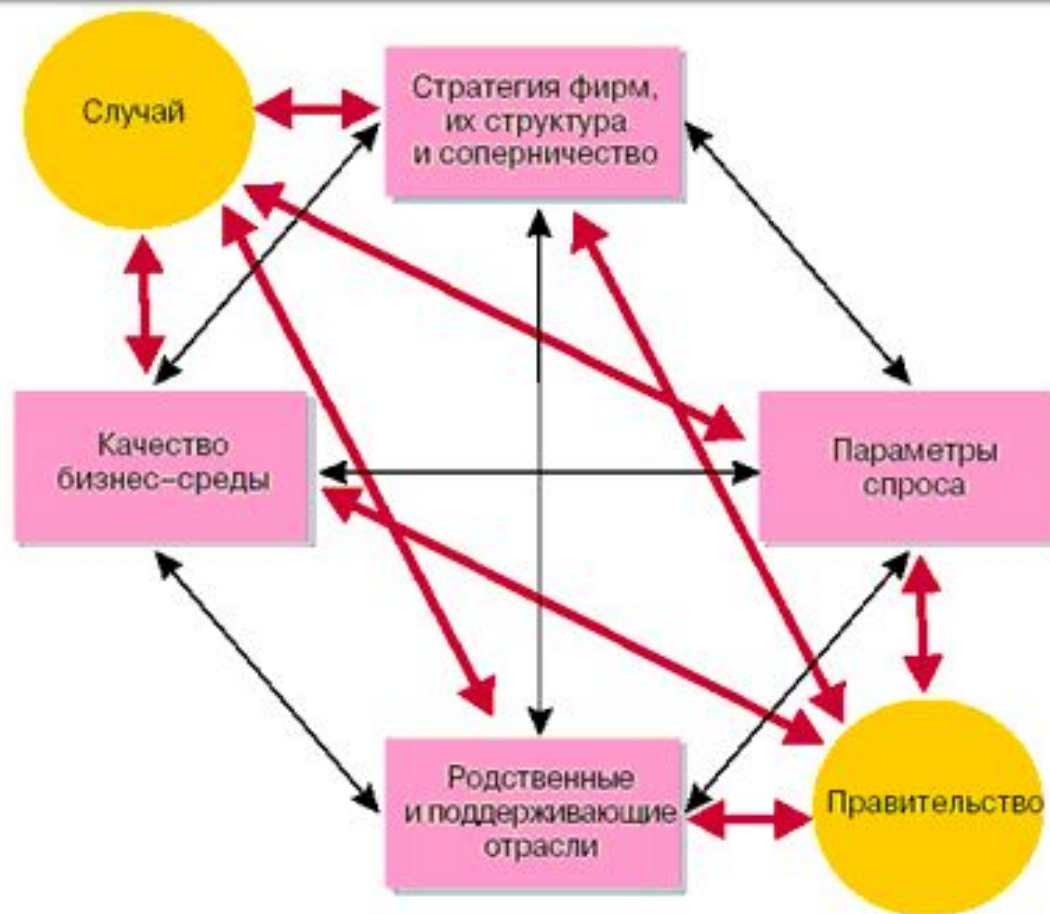 Случай
Стратегия фирм,
их структура
и соперничество
Качество
бизнес-среды
Параметры
спроса
Родственные
и поддерживающие
отрасли
Правительство